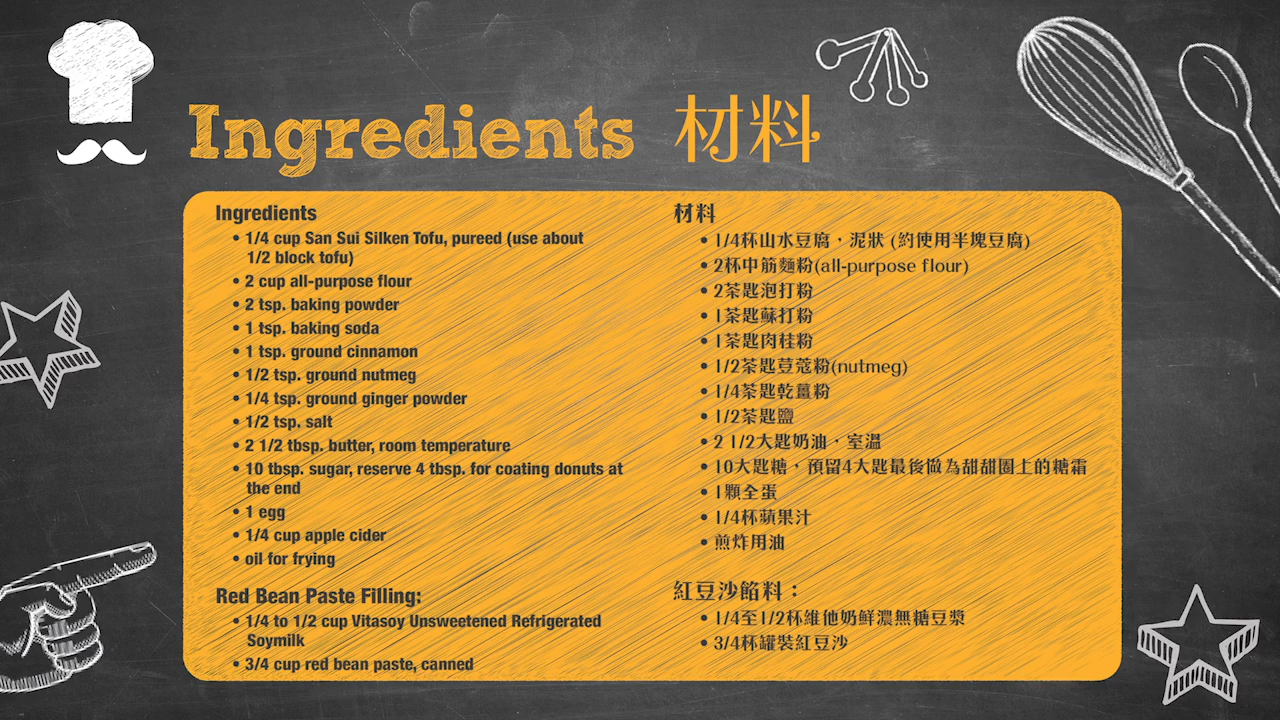 Ingredients 材料
Ingredients
• 1/4 cup San Sui Silken Tofu, pureed (use about
1/2 block tofu)
• 2 cup all-purpose flour
• 2 tsp. baking powder
• 1 tsp. baking soda
• 1 tsp. ground cinnamon
• 1/2 tsp. ground nutmeg
• 1/4 tsp. ground ginger powder
• 1/2 tsp. salt
• 2 1/2 tbsp. butter, room temperature
• 10 tbsp. sugar, reserve 4 tbsp. for coating donuts at
the end
• 1 egg
• 1/4 cup apple cider
• oil for frying
Red Bean Paste Filling:
• 1/4 to 1/2 cup Vitasoy Unsweetened Refrigerated
Soymilk
• 3/4 cup red bean paste, canned
材料
• 1/4杯山水豆腐，泥狀 (約使用半塊豆腐)
• 2杯中筋麵粉(all-purpose flour)
• 2茶匙泡打粉
• 1茶匙蘇打粉
• 1茶匙肉桂粉
• 1/2茶匙荳蔻粉(nutmeg)
• 1/4茶匙乾薑粉
• 1/2茶匙鹽
• 2 1/2大匙奶油，室溫
• 10大匙糖，預留4大匙最後做為甜甜圈上的糖霜
• 1顆全蛋
• 1/4杯蘋果汁
• 煎炸用油
紅豆沙餡料：
• 1/4至1/2杯維他奶鮮濃無糖豆漿
• 3/4杯罐裝紅豆沙